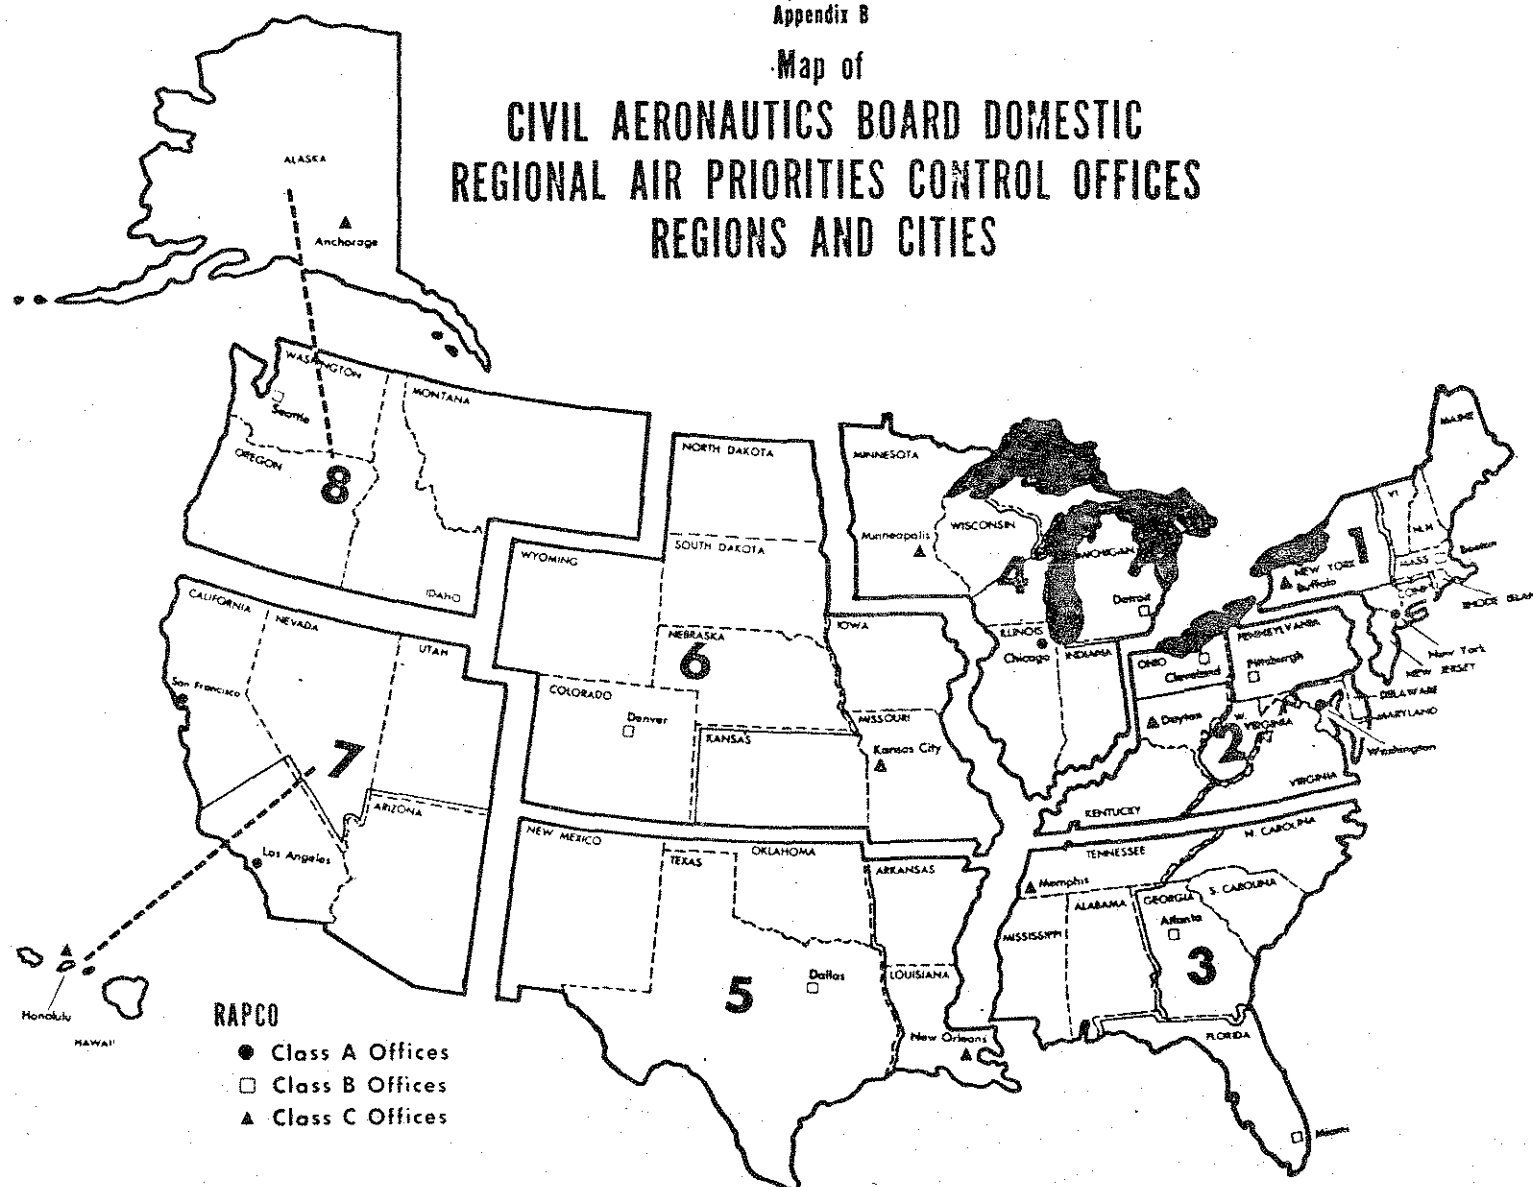 Appendix B
Map of
CIVIL AERONAUTICS BOARD DOMESTIC
REGIONAL AIR PRIORITIES CONTROL OFFICES
REGIONS AND CITIES
ALASKA
Anchorage
WASHINGTON
Seattle
MONTANA
OREGON
8
IDAHO
NORTH DAKOTA
SOUTH DAKOTA
WYOMING
NEBRASKA
6
COLORADO
Denver
KANSAS
MINNESOTA
Minneapolis
WISCONSIN
MICHIGAN
4
Detroit
IOWA
ILLINOIS
Chicago
INDIANA
MISSOURI
Kansas City
MAINE
VT
N.H.
1
NEW YORK
Buffalo
MASS
Boston
CONN
RHODE ISLAN
New York
NEW JERSEY
PENNSYLVANIA
Pittsburgh
OHIO
Cleveland
Dayton
DELAWARE
MARYLAND
Washington
W. VIRGINIA
2
VIRGINIA
KENTUCKY
CALIFORNIA
NEVADA
UTAH
San Francisco
7
ARIZONA
Los Angeles
Honolulu
HAWAII
NEW MEXICO
TEXAS
OKLAHOMA
Dallas
5
ARKANSAS
LOUISIANA
New Orleans
TENNESSEE
Memphis
N. CAROLINA
S. CAROLINA
MISSISSIPPI
ALABAMA
GEORGIA
Atlanta
3
FLORIDA
Miami
RAPCO
Class A Offices
Class B Offices
Class C Offices